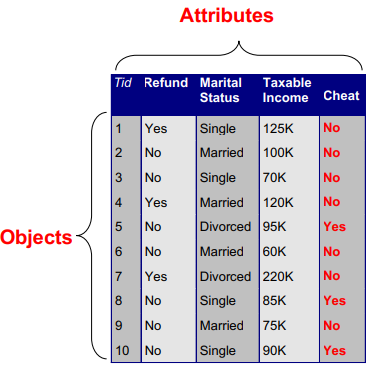 Attributes
Tid Refund Marital Status Taxable Income Cheat
1 Yes Single 125K No
2 No Married 100K No
3 No Single 70K No
4 Yes Married 120K No
5 No Divorced 95K Yes
6 No Married 60K No
7 Yes Divorced 220K No
8 No Single 85K Yes
9 No Married 75K No
10 No Single 90K Yes
Objects